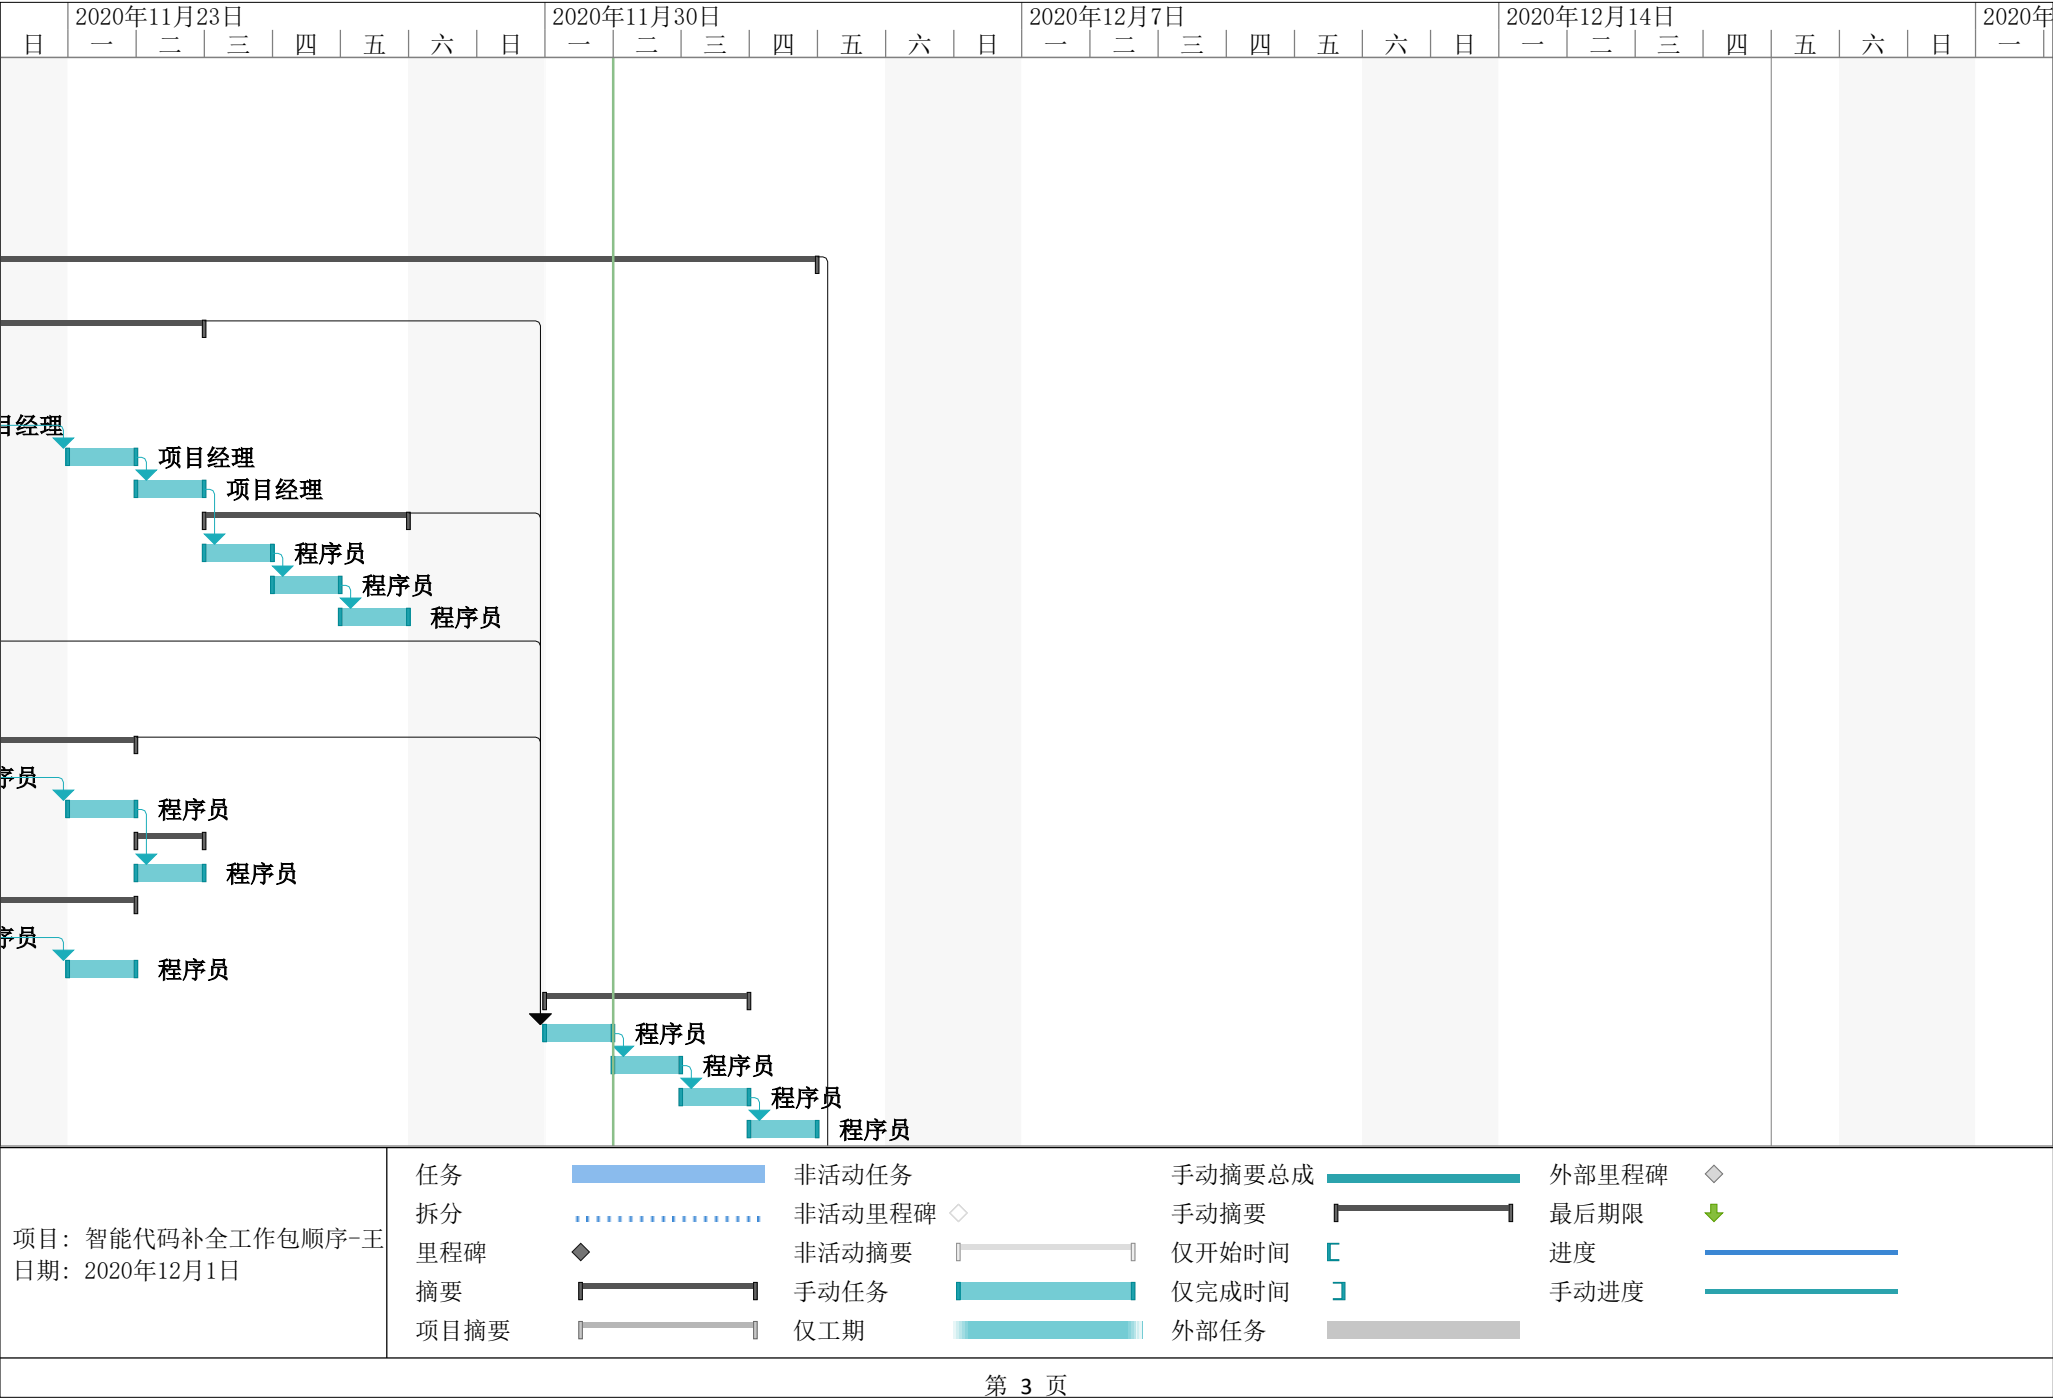 2020年11月23日 2020年11月30日 2020年12月7日 2020年12月14日 2020年
日 一 二 三 四 五 六 日 一 二 三 四 五 六 日 一 二 三 四 五 六 日 一 二 三 四 五 六 日 一
目经理
项目经理
项目经理
程序员
程序员
程序员
序员
程序员
程序员
序员
程序员
程序员
程序员
程序员
程序员
项目: 智能代码补全工作包顺序-王
日期: 2020年12月1日
任务
拆分
里程碑
摘要
项目摘要
非活动任务
非活动里程碑
非活动摘要
手动任务
仅工期
手动摘要总成
手动摘要
仅开始时间
仅完成时间
外部任务
外部里程碑
最后期限
进度
手动进度
第 3 页